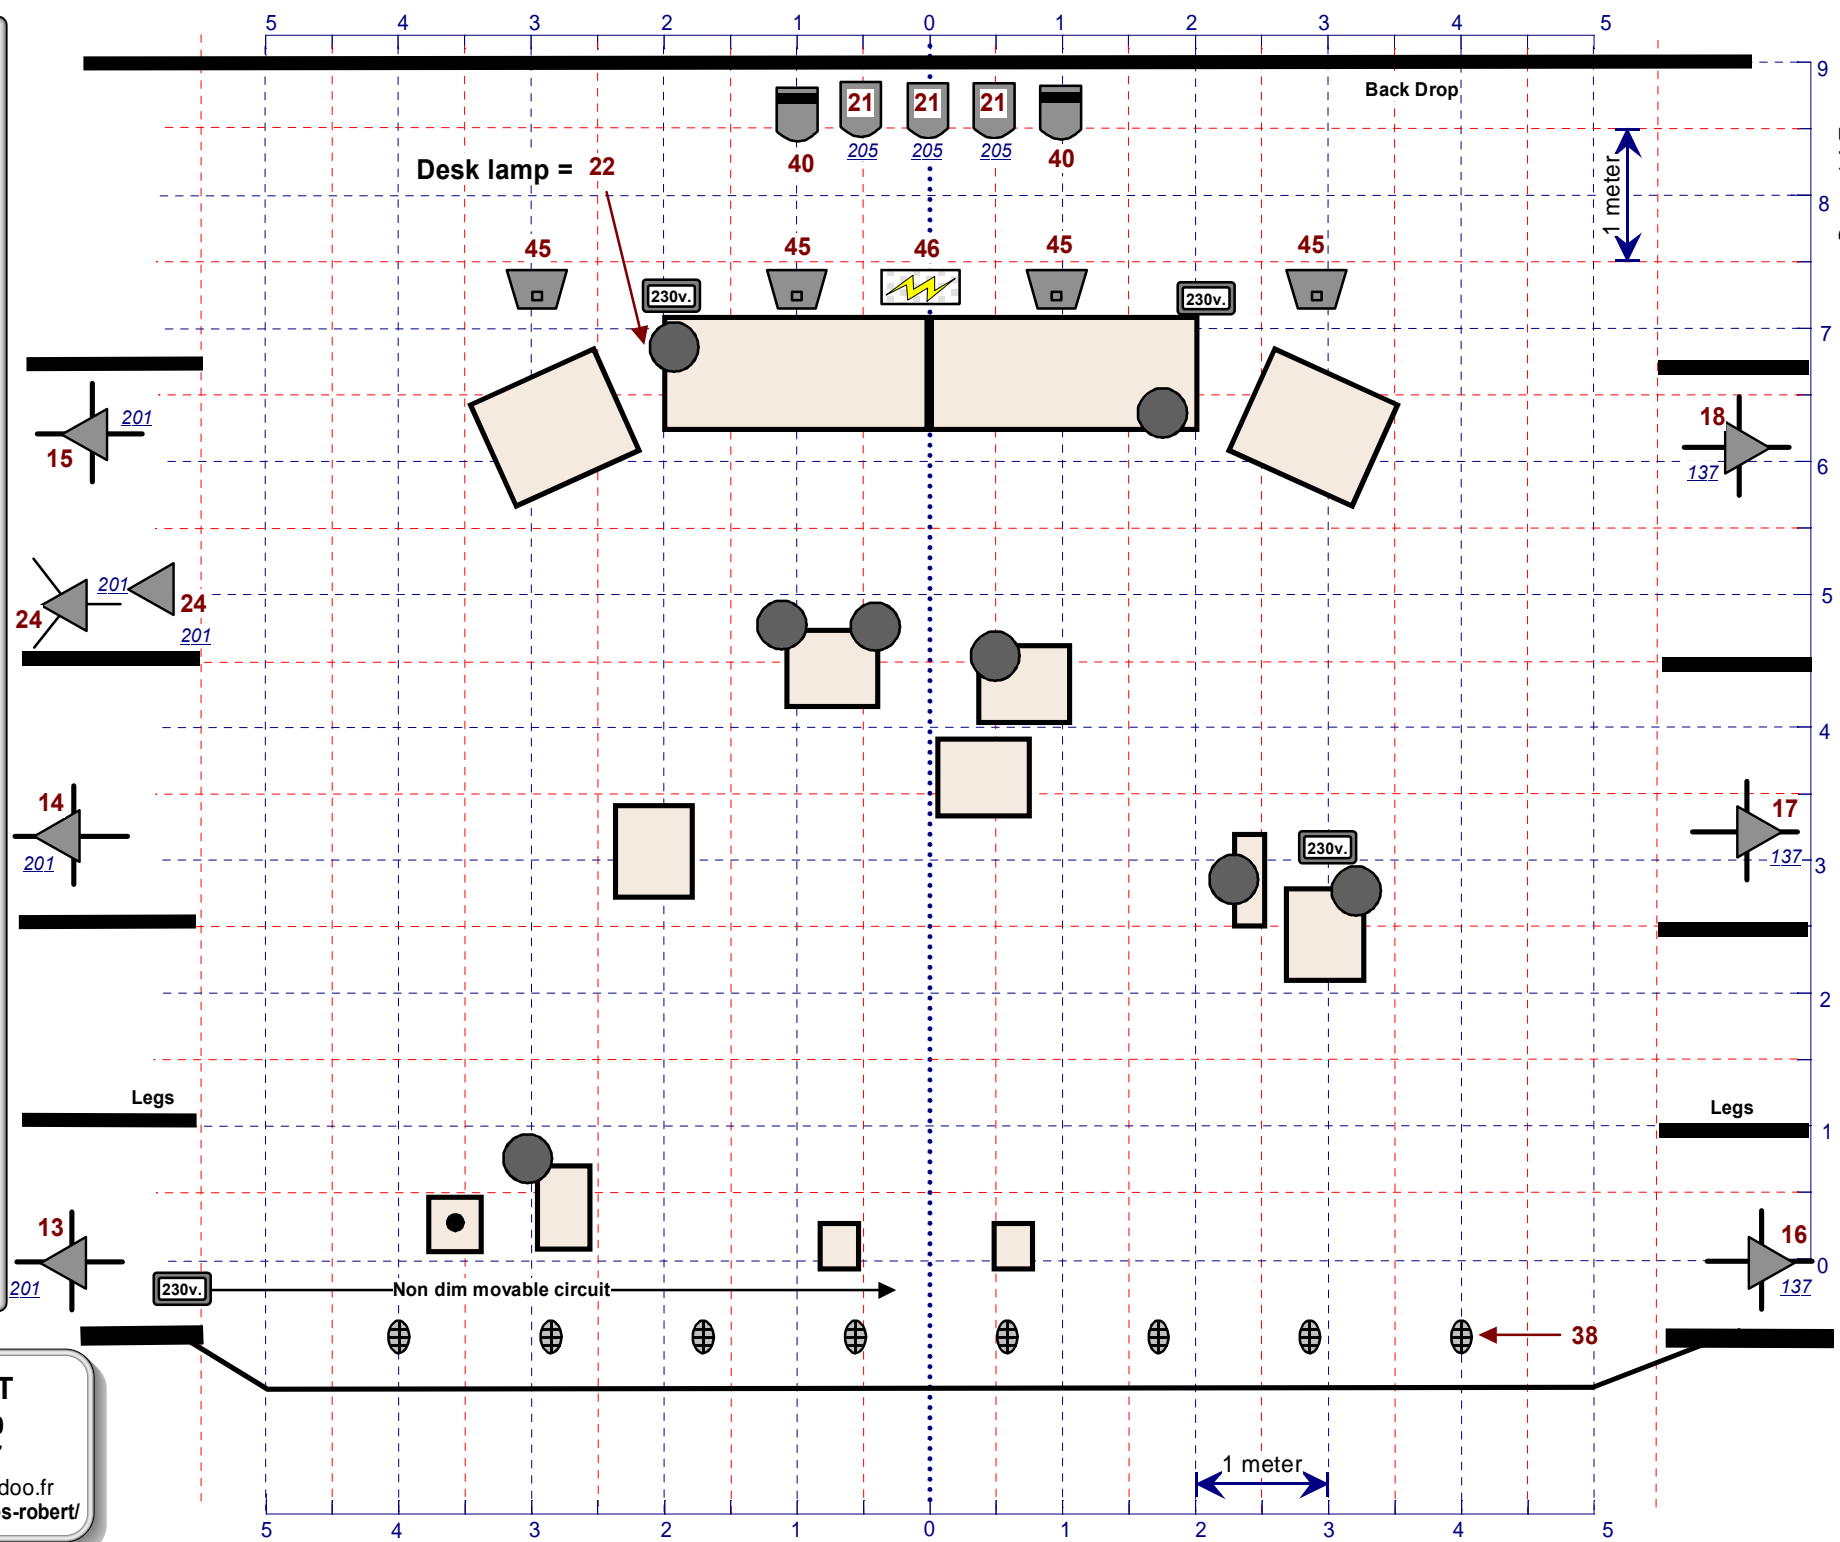 5 4 3 2 1 0 1 2 3 4 5
9
Back Drop
21 21 21
40 205 205 205 40
1 meter
Desk lamp = 22
8
45 45 46 45 45
230v. 230v.
7
201
15
18
137
6
201
24 24
201
5
4
14
201
17
137
230v.
3
2
Legs
Legs
1
13
201
16
137
0
230v. Non dim movable circuit
38
1 meter
doo.fr
es-robert/
5 4 3 2 1 0 1 2 3 4 5